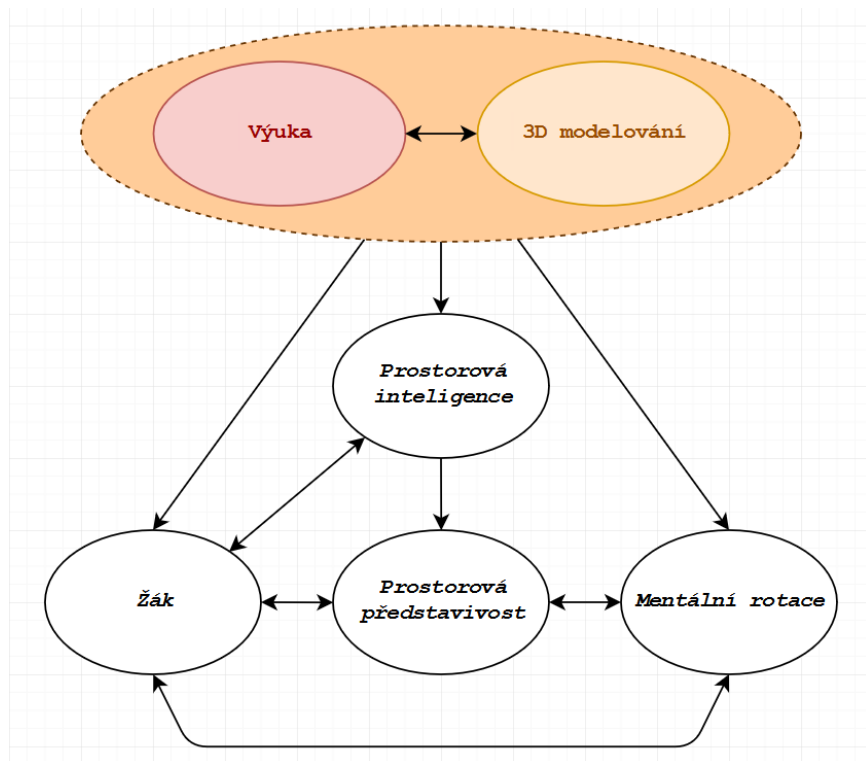 Výuka
3D modelování
Prostorová
inteligence
Žák
Prostorová
představivost
Mentální rotace